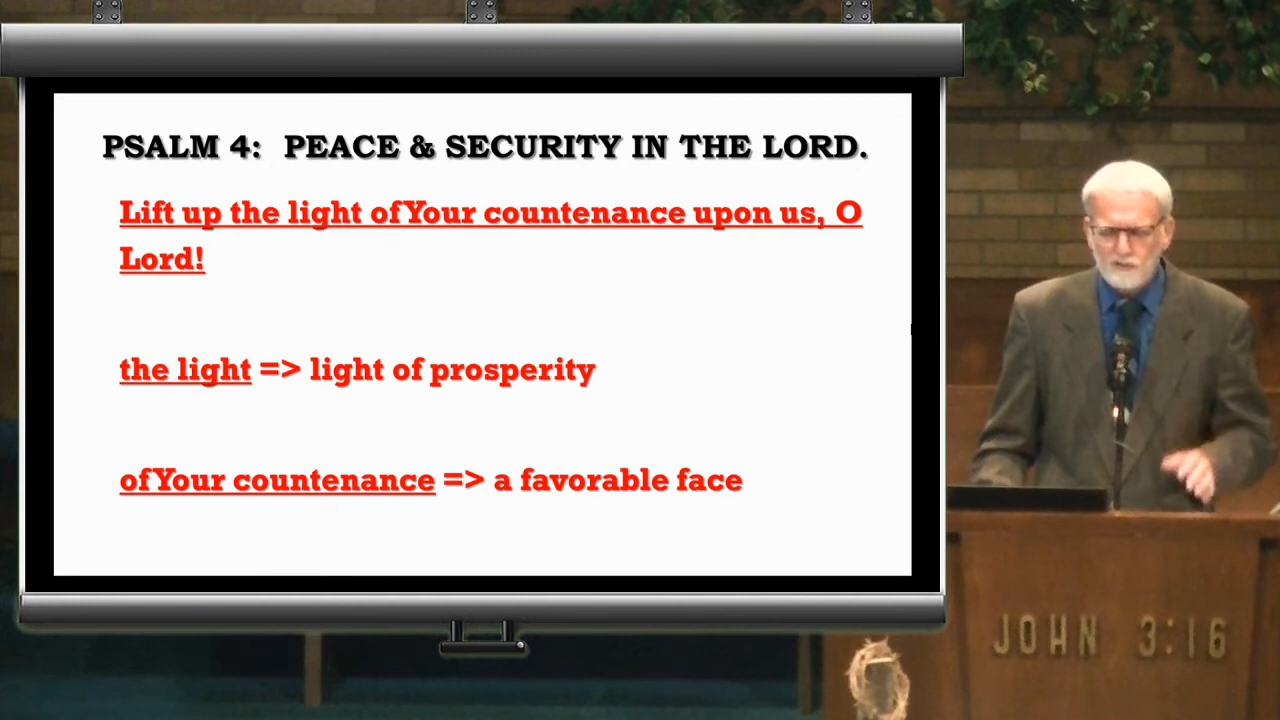 PSALM 4: PEACE & SECURITY IN THE LORD.
Lift up the light of Your countenance upon us, O
Lord!
the light => light of prosperity
of Your countenance => a favorable face
JOHN 3:16